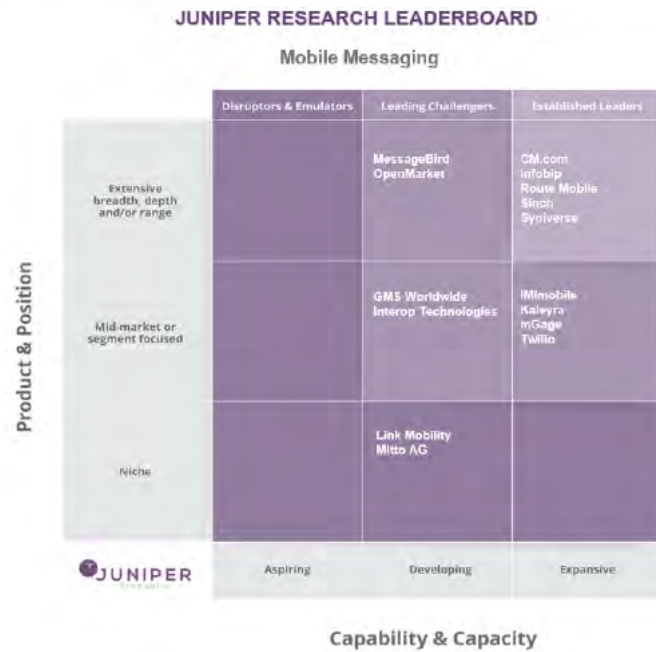 JUNIPER RESEARCH LEADERBOARD
Mobile Messaging
Disruptors & Emulators
Leading Challengers
Established Leaders
Product & Position
Extensive
breadth, depth
and/or range
MessageBird
OpenMarket
CM.com
Infobip
Route Mobile
Sinch
Syniverse
Mid-market or
segment focused
GMS Worldwide
Interop Technologies
IMImobile
Kaleyra
mGage
Twilio
Niche
Link Mobility
Mitto AG
JUNIPER
Aspiring
Developing
Expansive
Capability & Capacity